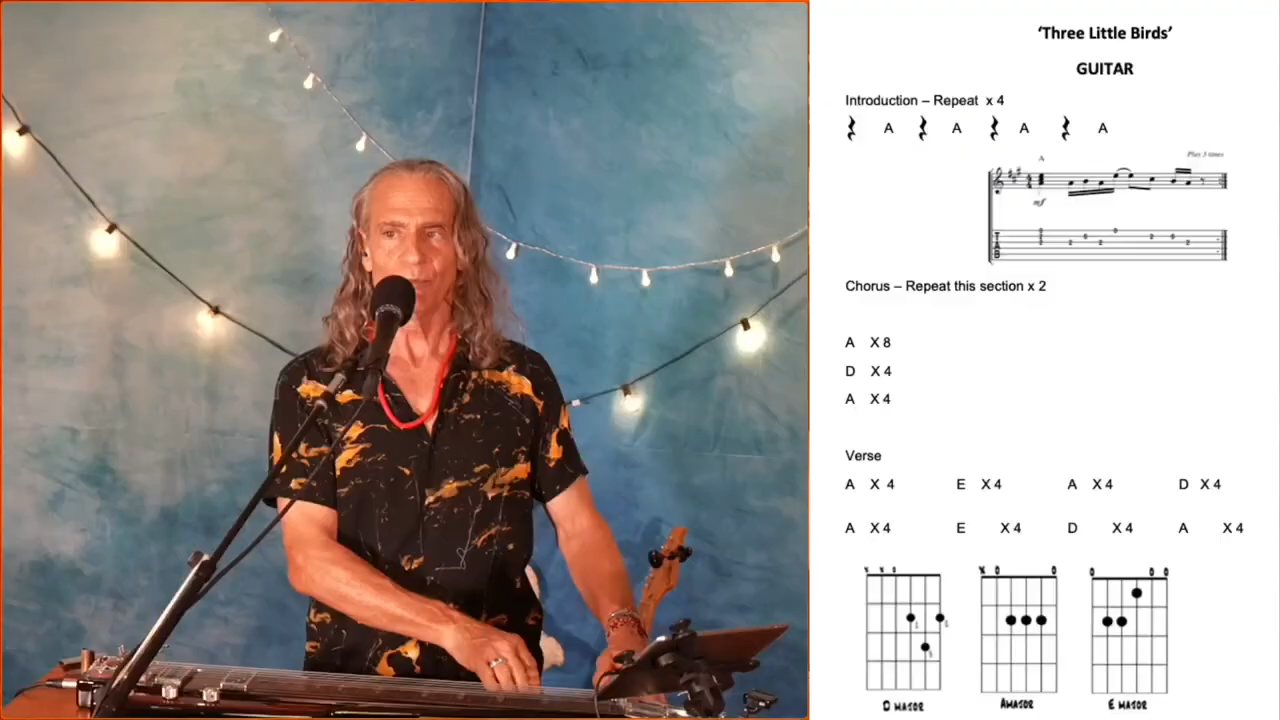 ‘Three Little Birds’
GUITAR
Introduction – Repeat x 4
A A A A
A
Play 3 times
mf
Chorus – Repeat this section x 2
A X 8
D X 4
A X 4
Verse
A X 4 E X 4 A X 4 D X 4
A X 4 E X 4 D X 4 A X 4
D MAJOR AMAJOR E MAJOR